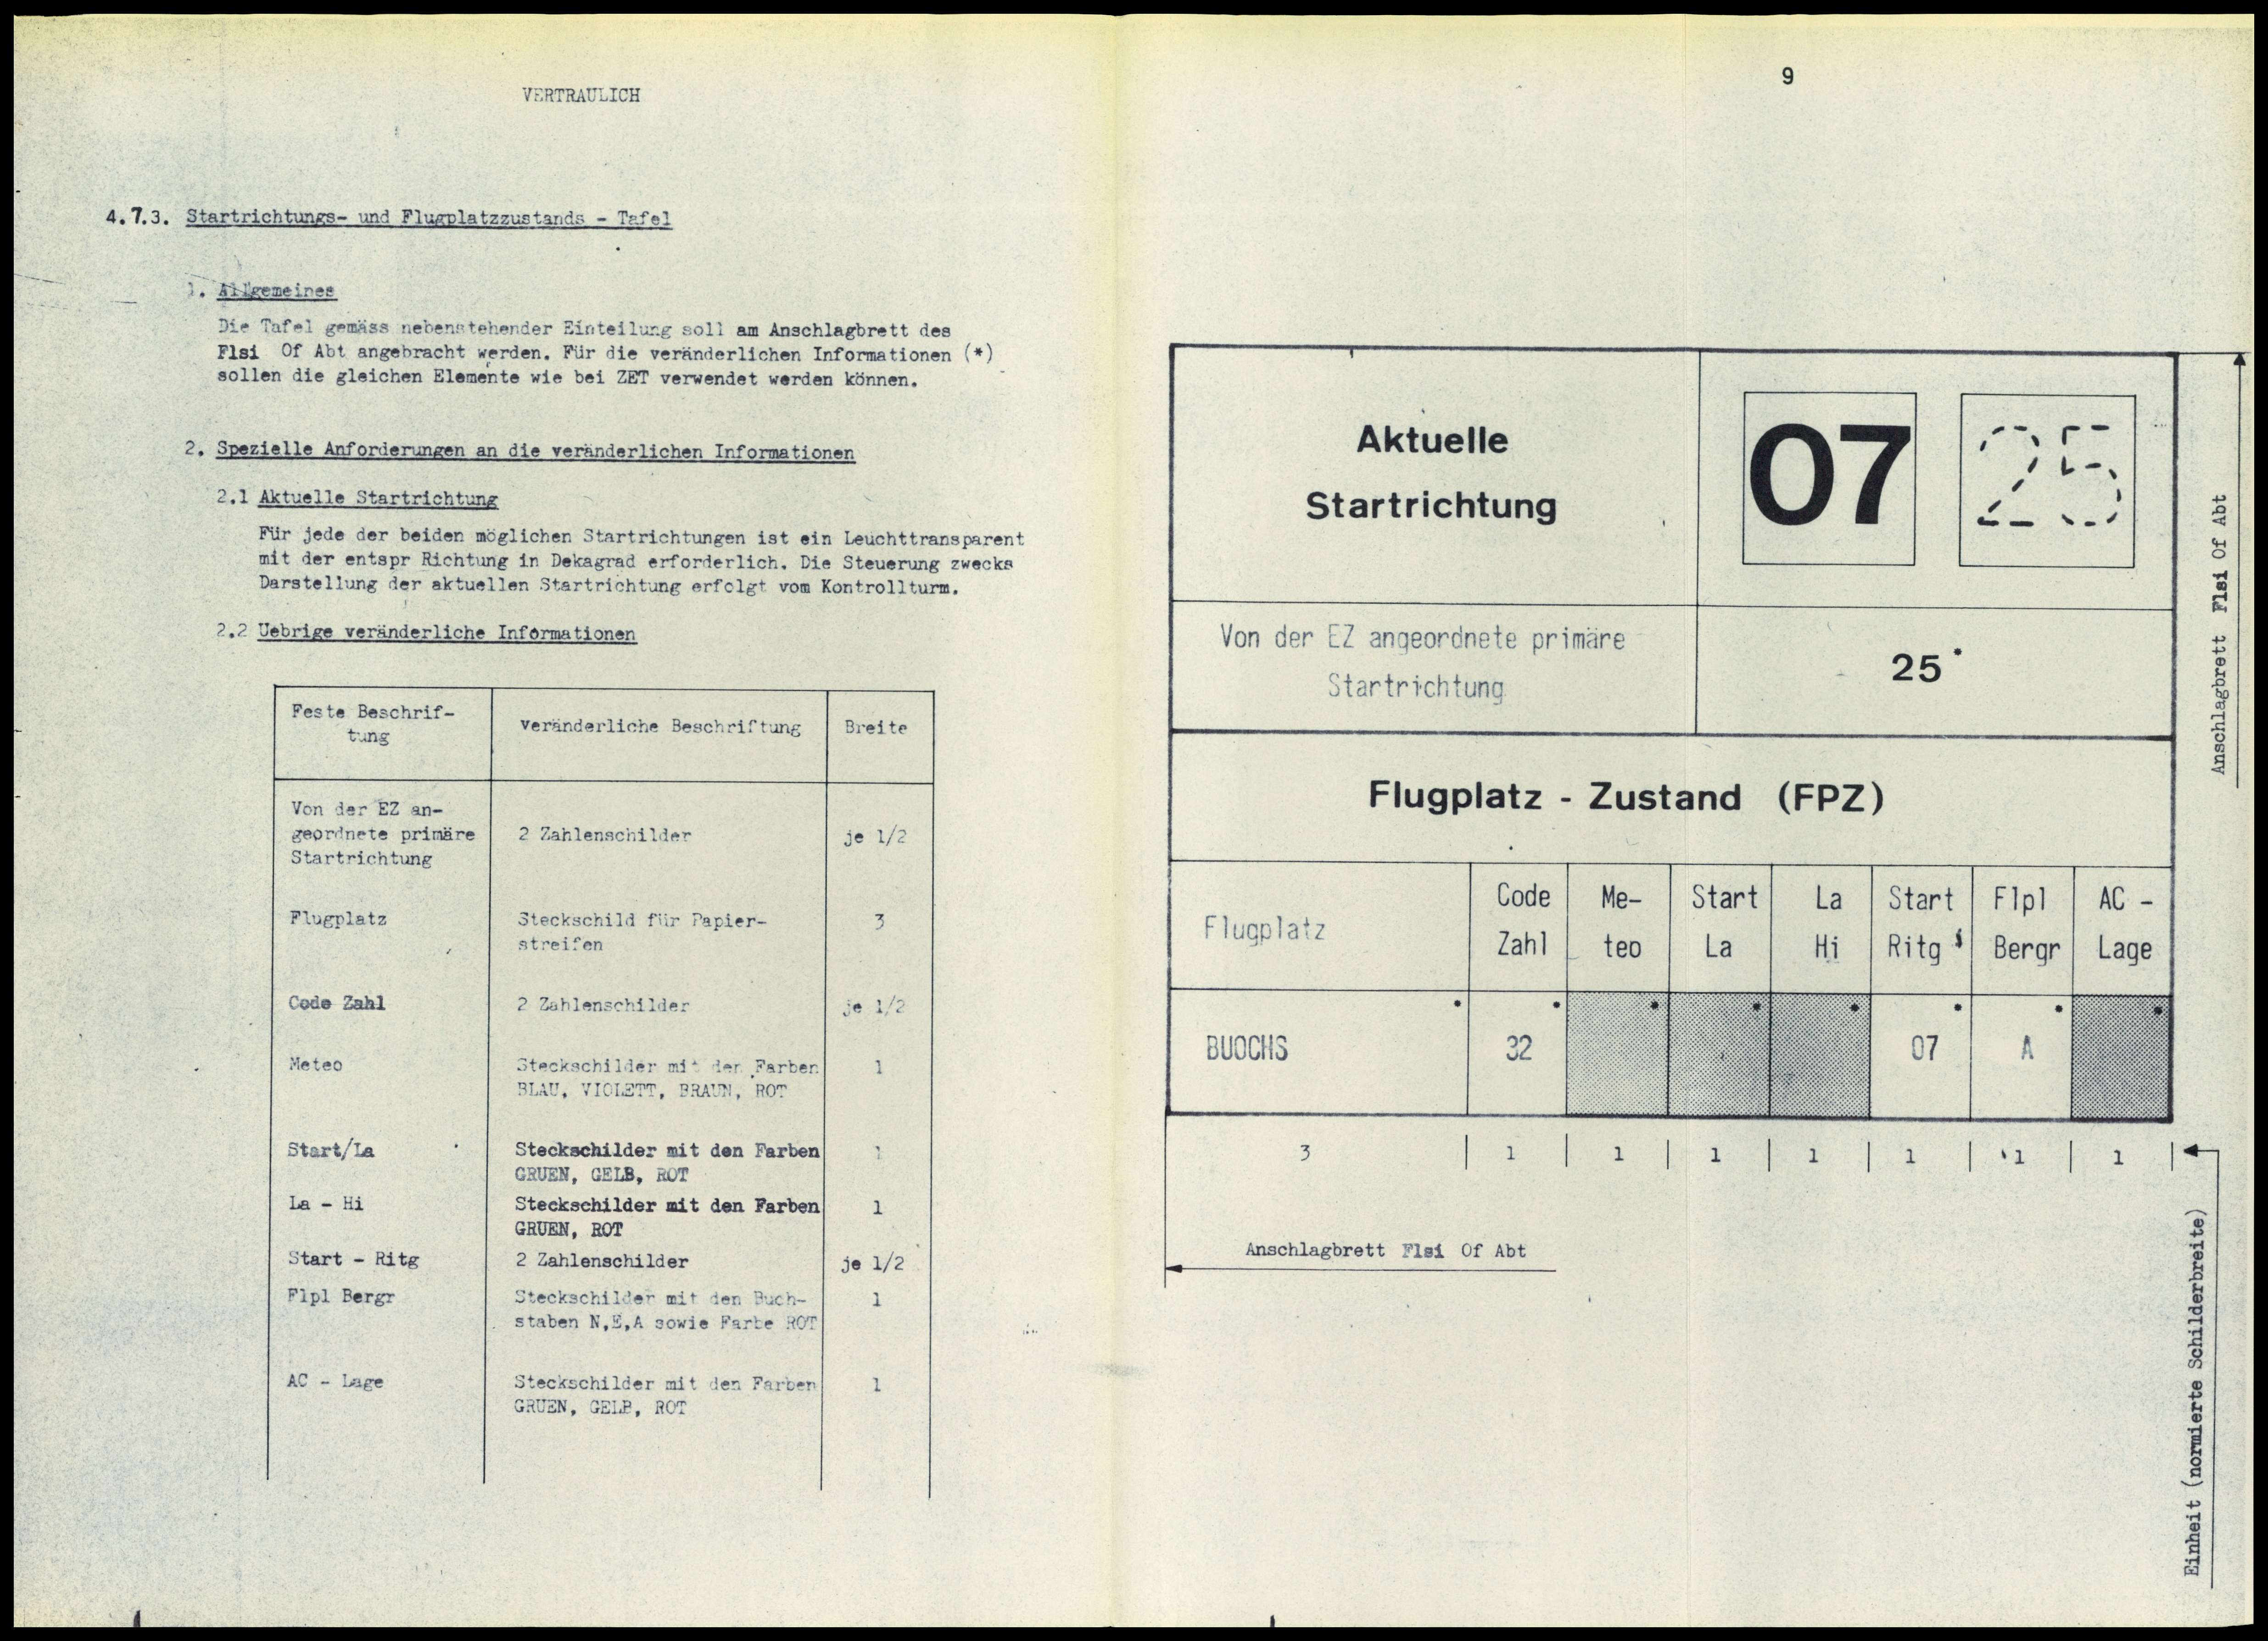 VERTRAULICH
4.7.3. Startrichtungs- und Flugplatzzustands - Tafel
1. Allgemeines
Die Tafel gemäss nebenstehender Einteilung soll am Anschlagbrett des
Flsi Of Abt angebracht werden. Für die veränderlichen Informationen (*)
sollen die gleichen Elemente wie bei ZET verwendet werden können.
2. Spezielle Anforderungen an die veränderlichen Informationen
2.1 Aktuelle Startrichtung
Für jede der beiden möglichen Startrichtungen ist ein Leuchttransparent
mit der entspr Richtung in Dekagrad erforderlich. Die Steuerung zwecks
Darstellung der aktuellen Startrichtung erfolgt vom Kontrollturm.
2.2 Uebrige veränderliche Informationen
Feste Beschrif-
tung
Veränderliche Beschriftung
Breite
Von der EZ an-
geordnete primäre
Startrichtung
2 Zahlenschilder
je 1/2
Flugplatz
Steckschild für Papier-
streifen
3
Code Zahl
2 Zahlenschilder
je 1/2
Meteo
Steckschilder mit den Farben
BLAU, VIOLETT, BRAUN, ROT
1
Start/La
Steckschilder mit den Farben
GRUEN, GELB, ROT
1
La - Hi
Steckschilder mit den Farben
GRUEN, ROT
1
Start - Ritg
2 Zahlenschilder
je 1/2
Flpl Bergr
Steckschilder mit den Buch-
staben N,E,A sowie Farbe ROT
1
AC - Lage
Steckschilder mit den Farben
GRUEN, GELB, ROT
1
9
Aktuelle
Startrichtung
07
25
Von der EZ angeordnete primäre
Startrichtung
25
Flugplatz - Zustand (FPZ)
Flugplatz
Code
Zahl
Me-
teo
Start
La
La
Hi
Start
Ritg
Flpl
Bergr
AC -
Lage
BUOCHS
32
07
A
3 1 1 1 1 1 1 1
Anschlagbrett Flsi Of Abt
Anschlagbrett Flsi Of Abt
Einheit (normierte Schilderbreite)